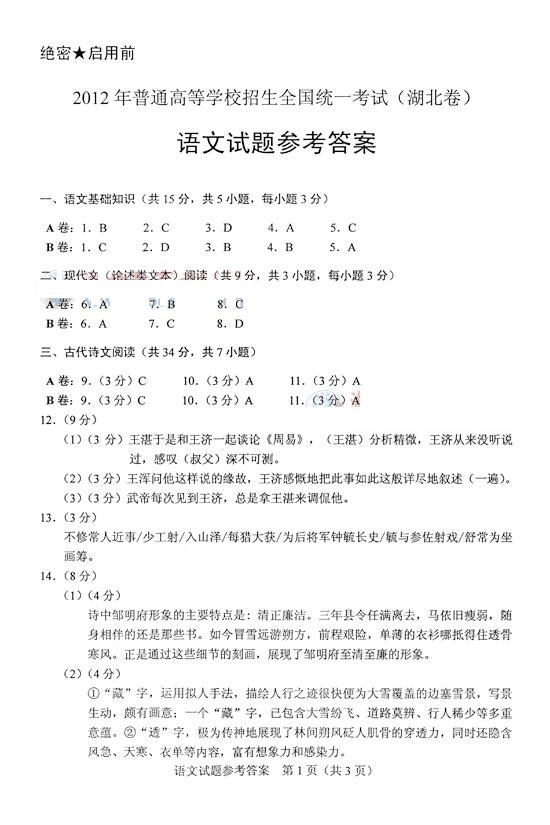 绝密★启用前
2012 年普通高等学校招生全国统一考试（湖北卷）
语文试题参考答案
一、语文基础知识（共 15 分，共 5 小题，每小题 3 分）
A 卷：1．B 2．C 3．D 4．A 5．C
B 卷：1．C 2．D 3．B 4．B 5．A
二、现代文（论述类文本）阅读（共 9 分，共 3 小题，每小题 3 分）
A 卷：6．A 7．B 8．C
B 卷：6．A 7．C 8．D
三、古代诗文阅读（共 34 分，共 7 小题）
A 卷：9．（3 分）C 10．（3 分）A 11．（3 分）A
B 卷：9．（3 分）C 10．（3 分）A 11．（3 分）A
12．（9 分）
（1）（3 分）王湛于是和王济一起谈论《周易》，（王湛）分析精微，王济从来没听说
过，感叹（叔父）深不可测。
（2）（3 分）王浑问他这样说的缘故，王济感慨地把此事如此这般详尽地叙述（一遍）。
（3）（3 分）武帝每次见到王济，总是拿王湛来调侃他。
13．（3 分）
不修常人近事/少工射/入山泽/每猎大获/为后将军钟毓长史/毓与参佐射戏/舒常为坐
画筹。
14．（8 分）
（1）（4 分）
诗中邹明府形象的主要特点是：清正廉洁。三年县令任满离去，马依旧瘦弱，随
身相伴的还是那些书。如今冒雪远游朔方，前程艰险，单薄的衣衫哪抵得住透骨
寒风。正是通过这些细节的刻画，展现了邹明府至清至廉的形象。
（2）（4 分）
①“藏”字，运用拟人手法，描绘人行之迹很快便为大雪覆盖的边塞雪景，写景
生动，颇有画意；一个“藏”字，已包含大雪纷飞、道路莫辨、行人稀少等多重
意蕴。②“透”字，极为传神地展现了林间朔风砭人肌骨的穿透力，同时还隐含
风急、天寒、衣单等内容，富有想象力和感染力。
语文试题参考答案 第 1 页（共 3 页）